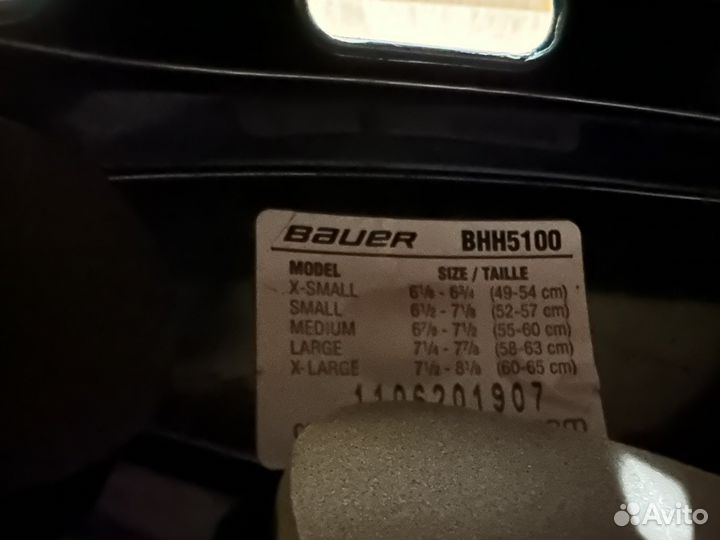 BAUER BHH5100
MODEL SIZE / TAILLE
X-SMALL 6⅛ - 6¾ (49-54 cm)
SMALL 6½ - 7⅛ (52-57 cm)
MEDIUM 6⅞ - 7½ (55-60 cm)
LARGE 7¼ - 7⅞ (58-63 cm)
X-LARGE 7½ - 8⅛ (60-65 cm)
1106201907
Avito